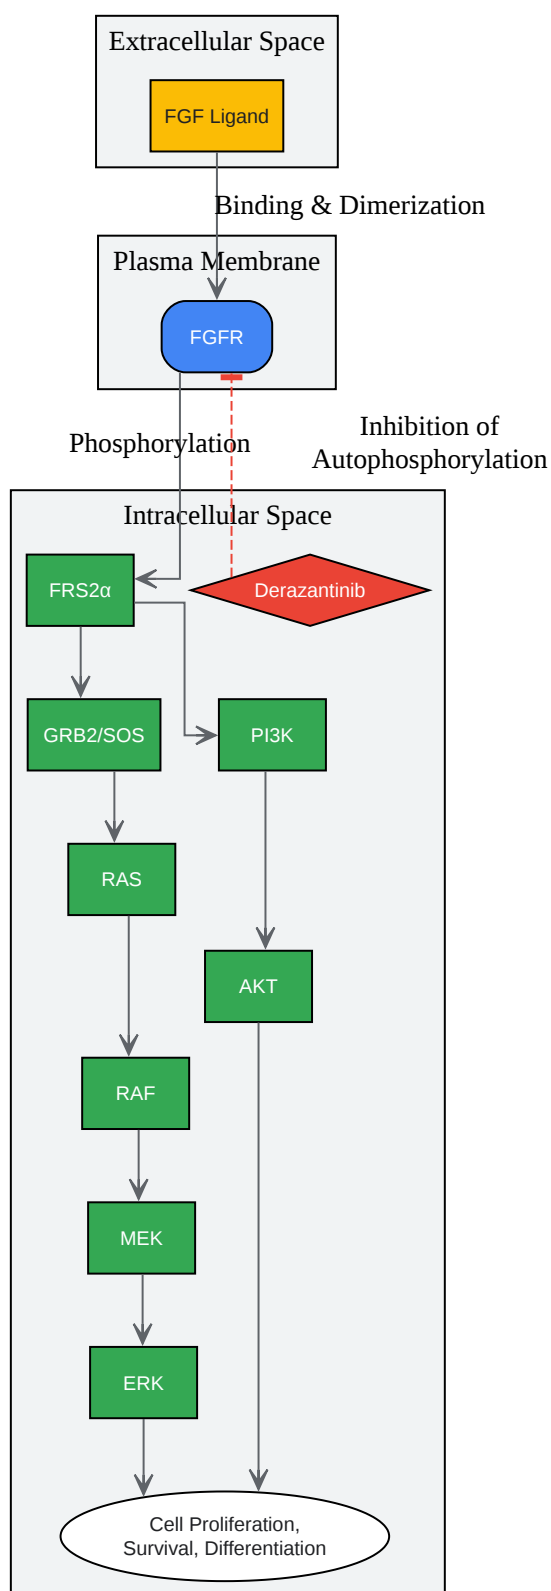 Extracellular Space
FGF Ligand
Binding & Dimerization
Plasma Membrane
FGFR
Phosphorylation
Inhibition of
Autophosphorylation
Intracellular Space
FRS2α
Derazantinib
GRB2/SOS
PI3K
RAS
AKT
RAF
MEK
ERK
Cell Proliferation,
Survival, Differentiation